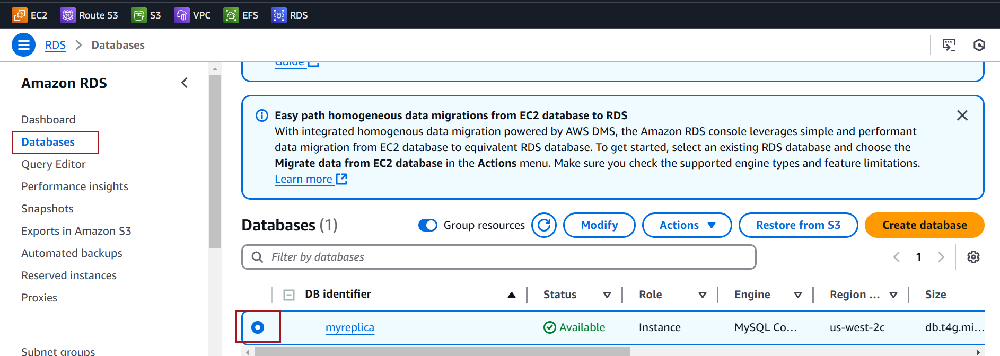 EC2 Route 53 S3 VPC EFS RDS
RDS Databases
Amazon RDS
Dashboard
Databases
Query Editor
Performance insights
Snapshots
Exports in Amazon S3
Automated backups
Reserved instances
Proxies
Subnet groups
Guide
Easy path homogeneous data migrations from EC2 database to RDS
With integrated homogenous data migration powered by AWS DMS, the Amazon RDS console leverages simple and performant
data migration from EC2 database to equivalent RDS database. To get started, select an existing RDS database and choose the
Migrate data from EC2 database in the Actions menu. Make sure you check the supported engine types and feature limitations.
Learn more
Databases (1) Group resources Modify Actions Restore from S3 Create database
Filter by databases 1
DB identifier Status Role Engine Region ... Size
myreplica Available Instance MySQL Co... us-west-2c db.t4g.mi...